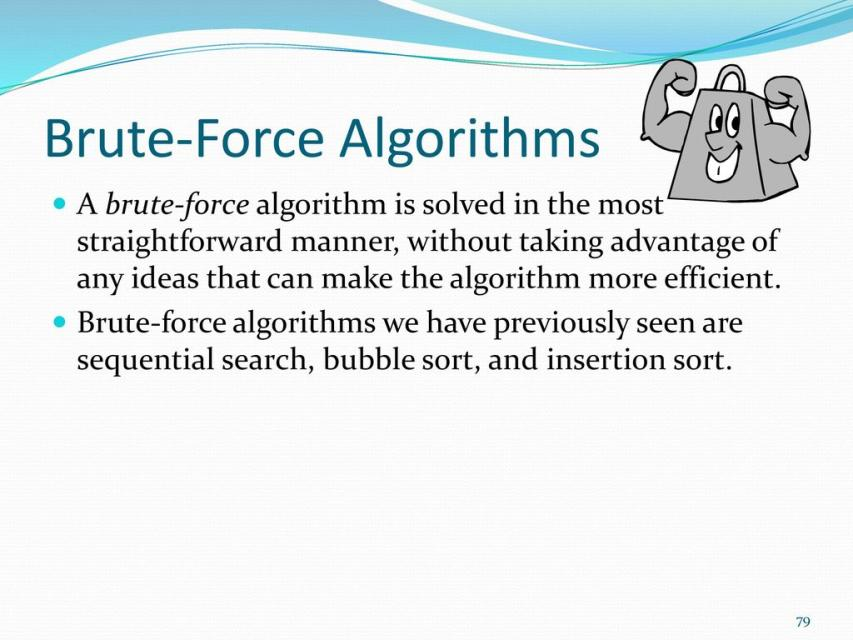 Brute-Force Algorithms
• A brute-force algorithm is solved in the most
straightforward manner, without taking advantage of
any ideas that can make the algorithm more efficient.
• Brute-force algorithms we have previously seen are
sequential search, bubble sort, and insertion sort.
79